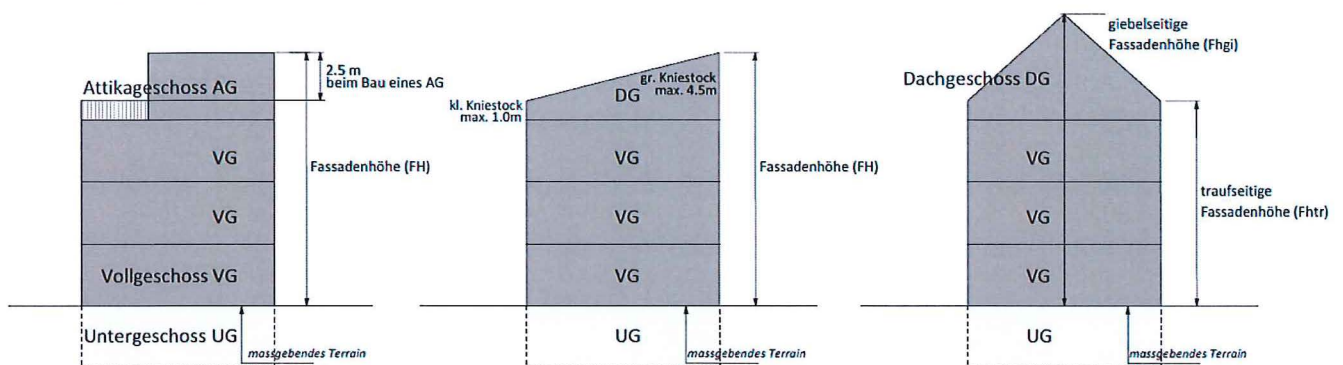 Attikageschoss AG
2.5 m
beim Bau eines AG
VG
Fassadenhöhe (FH)
VG
Vollgeschoss VG
Untergeschoss UG
massgebendes Terrain
gr. Kniestock
max. 4.5m
DG
kl. Kniestock
max. 1.0m
VG
Fassadenhöhe (FH)
VG
VG
UG
massgebendes Terrain
giebelseitige
Fassadenhöhe (Fhgi)
Dachgeschoss DG
VG
VG
traufseitige
Fassadenhöhe (Fhtr)
VG
UG
massgebendes Terrain